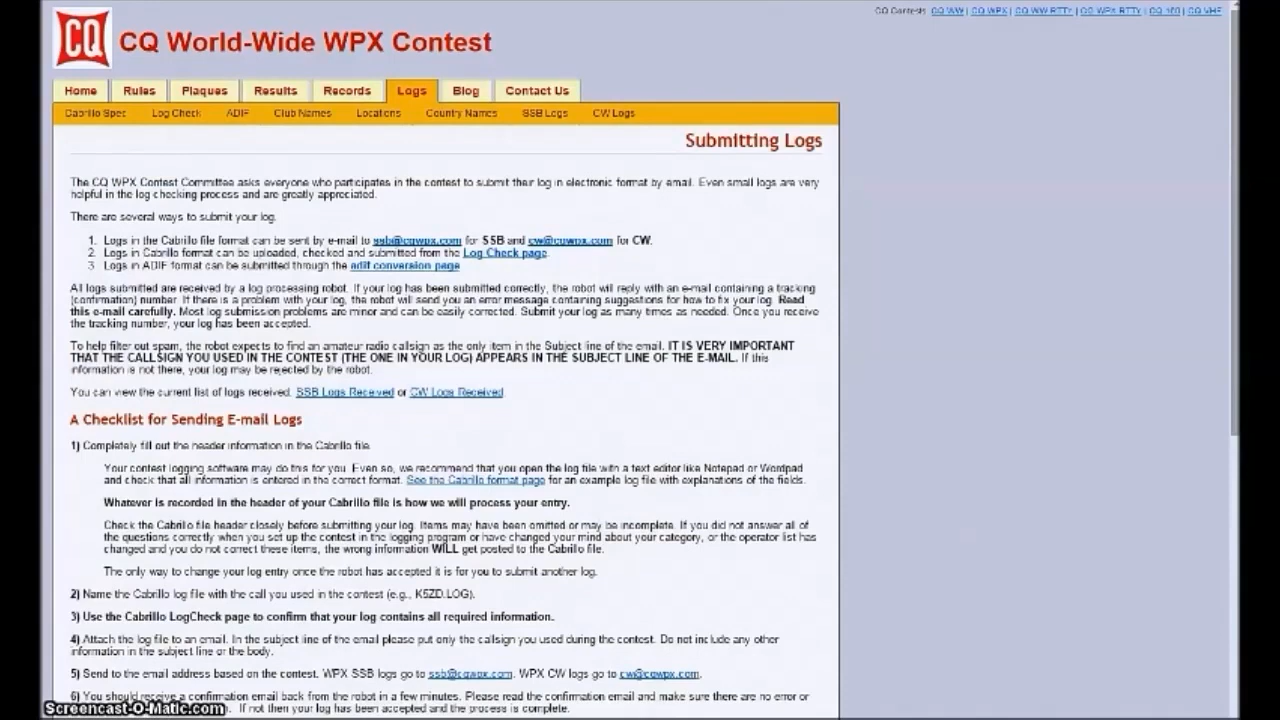 CQ Contests: CQ WW | CQ WPX | CQ WW RTTY | CQ WPX RTTY | CQ 160 | CQ VHF
CQ
CQ World-Wide WPX Contest
Home Rules Plaques Results Records Logs Blog Contact Us
Cabrillo Spec Log Check ADIF Club Names Locations Country Names SSB Logs CW Logs
Submitting Logs
The CQ WPX Contest Committee asks everyone who participates in the contest to submit their log in electronic format by email. Even small logs are very
helpful in the log checking process and are greatly appreciated.
There are several ways to submit your log.
1. Logs in the Cabrillo file format can be sent by e-mail to ssb@cqwpx.com for SSB and cw@cqwpx.com for CW.
2. Logs in Cabrillo format can be uploaded, checked and submitted from the Log Check page.
3. Logs in ADIF format can be submitted through the adif conversion page
All logs submitted are received by a log processing robot. If your log has been submitted correctly, the robot will reply with an e-mail containing a tracking
(confirmation) number. If there is a problem with your log, the robot will send you an error message containing suggestions for how to fix your log. Read
this e-mail carefully. Most log submission problems are minor and can be easily corrected. Submit your log as many times as needed. Once you receive
the tracking number, your log has been accepted.
To help filter out spam, the robot expects to find an amateur radio callsign as the only item in the Subject line of the email. IT IS VERY IMPORTANT
THAT THE CALLSIGN YOU USED IN THE CONTEST (THE ONE IN YOUR LOG) APPEARS IN THE SUBJECT LINE OF THE E-MAIL. If this
information is not there, your log may be rejected by the robot.
You can view the current list of logs received. SSB Logs Received or CW Logs Received.
A Checklist for Sending E-mail Logs
1) Completely fill out the header information in the Cabrillo file.
Your contest logging software may do this for you. Even so, we recommend that you open the log file with a text editor like Notepad or Wordpad
and check that all information is entered in the correct format. See the Cabrillo format page for an example log file with explanations of the fields.
Whatever is recorded in the header of your Cabrillo file is how we will process your entry.
Check the Cabrillo file header closely before submitting your log. Items may have been omitted or may be incomplete. If you did not answer all of
the questions correctly when you set up the contest in the logging program or have changed your mind about your category, or the operator list has
changed and you do not correct these items, the wrong information WILL get posted to the Cabrillo file.
The only way to change your log entry once the robot has accepted it is for you to submit another log.
2) Name the Cabrillo log file with the call you used in the contest (e.g., K5ZD.LOG).
3) Use the Cabrillo LogCheck page to confirm that your log contains all required information.
4) Attach the log file to an email. In the subject line of the email please put only the callsign you used during the contest. Do not include any other
information in the subject line or the body.
5) Send to the email address based on the contest. WPX SSB logs go to ssb@cqwpx.com. WPX CW logs go to cw@cqwpx.com.
6) You should receive a confirmation email back from the robot in a few minutes. Please read the confirmation email and make sure there are no error or
If not then your log has been accepted and the process is complete.
Screencast-O-Matic.com